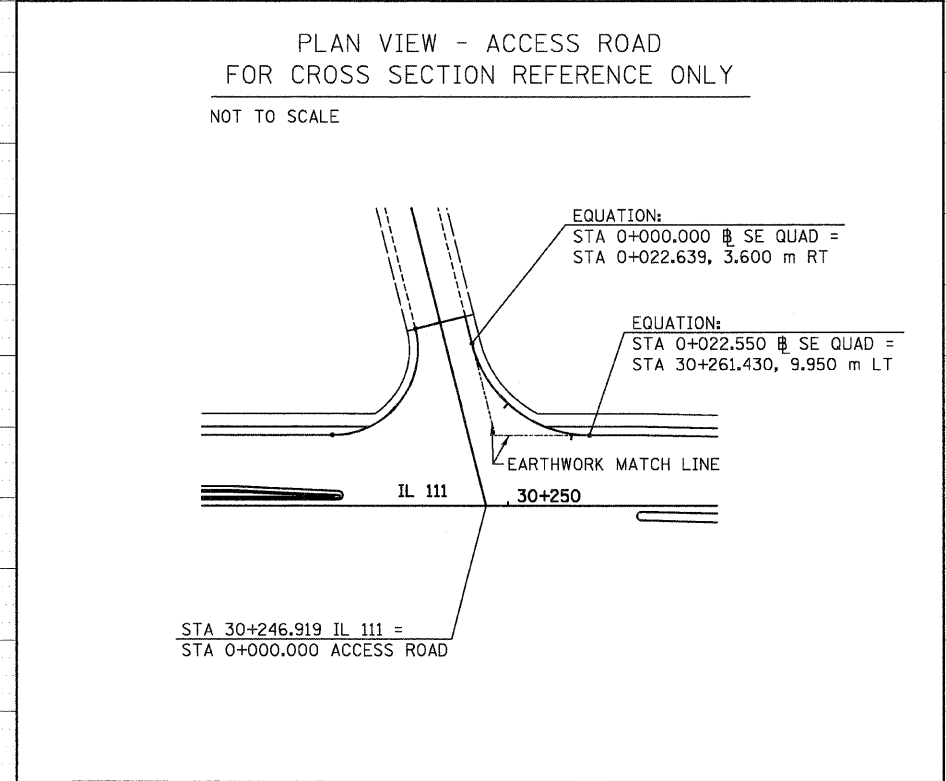 PLAN VIEW - ACCESS ROAD
FOR CROSS SECTION REFERENCE ONLY
NOT TO SCALE
EQUATION:
STA 0+000.000 ⅊ SE QUAD =
STA 0+022.639, 3.600 m RT
EQUATION:
STA 0+022.550 ⅊ SE QUAD =
STA 30+261.430, 9.950 m LT
EARTHWORK MATCH LINE
IL 111
30+250
STA 30+246.919 IL 111 =
STA 0+000.000 ACCESS ROAD